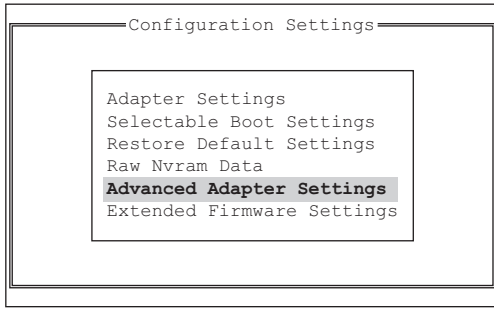 Configuration Settings
Adapter Settings
Selectable Boot Settings
Restore Default Settings
Raw Nvram Data
Advanced Adapter Settings
Extended Firmware Settings